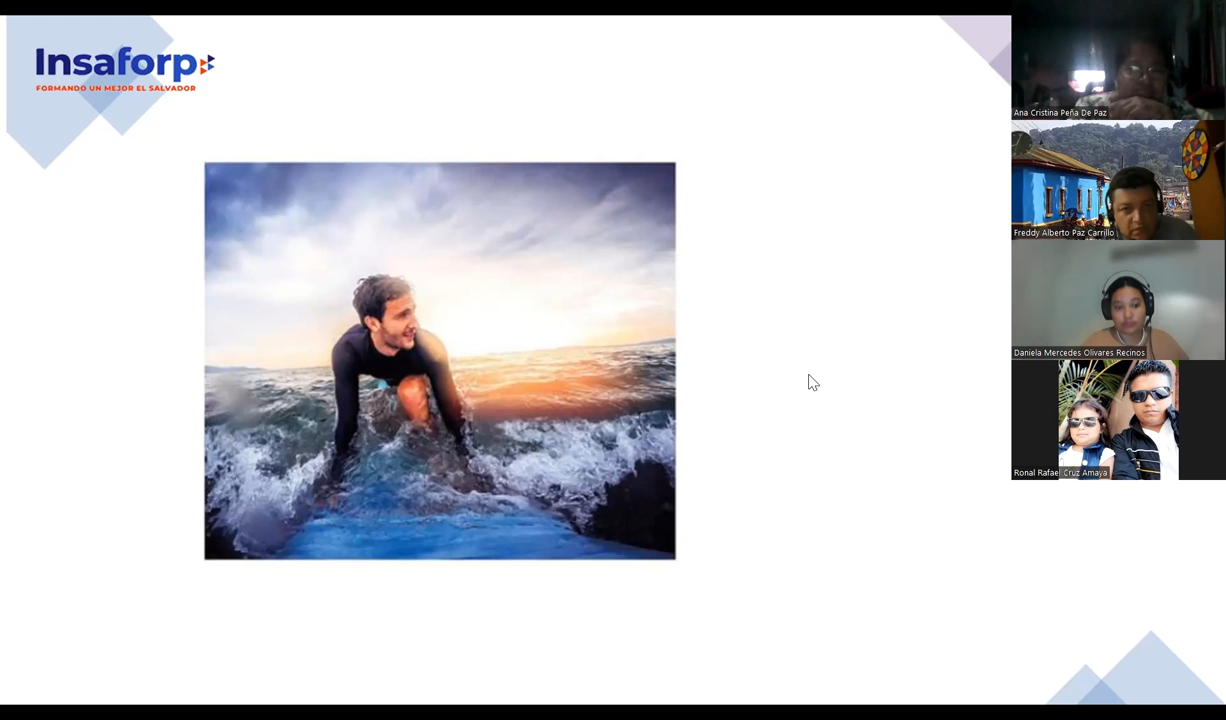 Insaforp
FORMANDO UN MEJOR EL SALVADOR
Ana Cristina Peña De Paz
Freddy Alberto Paz Carrillo
Daniela Mercedes Olivares Recinos
Ronal Rafael Cruz Amaya